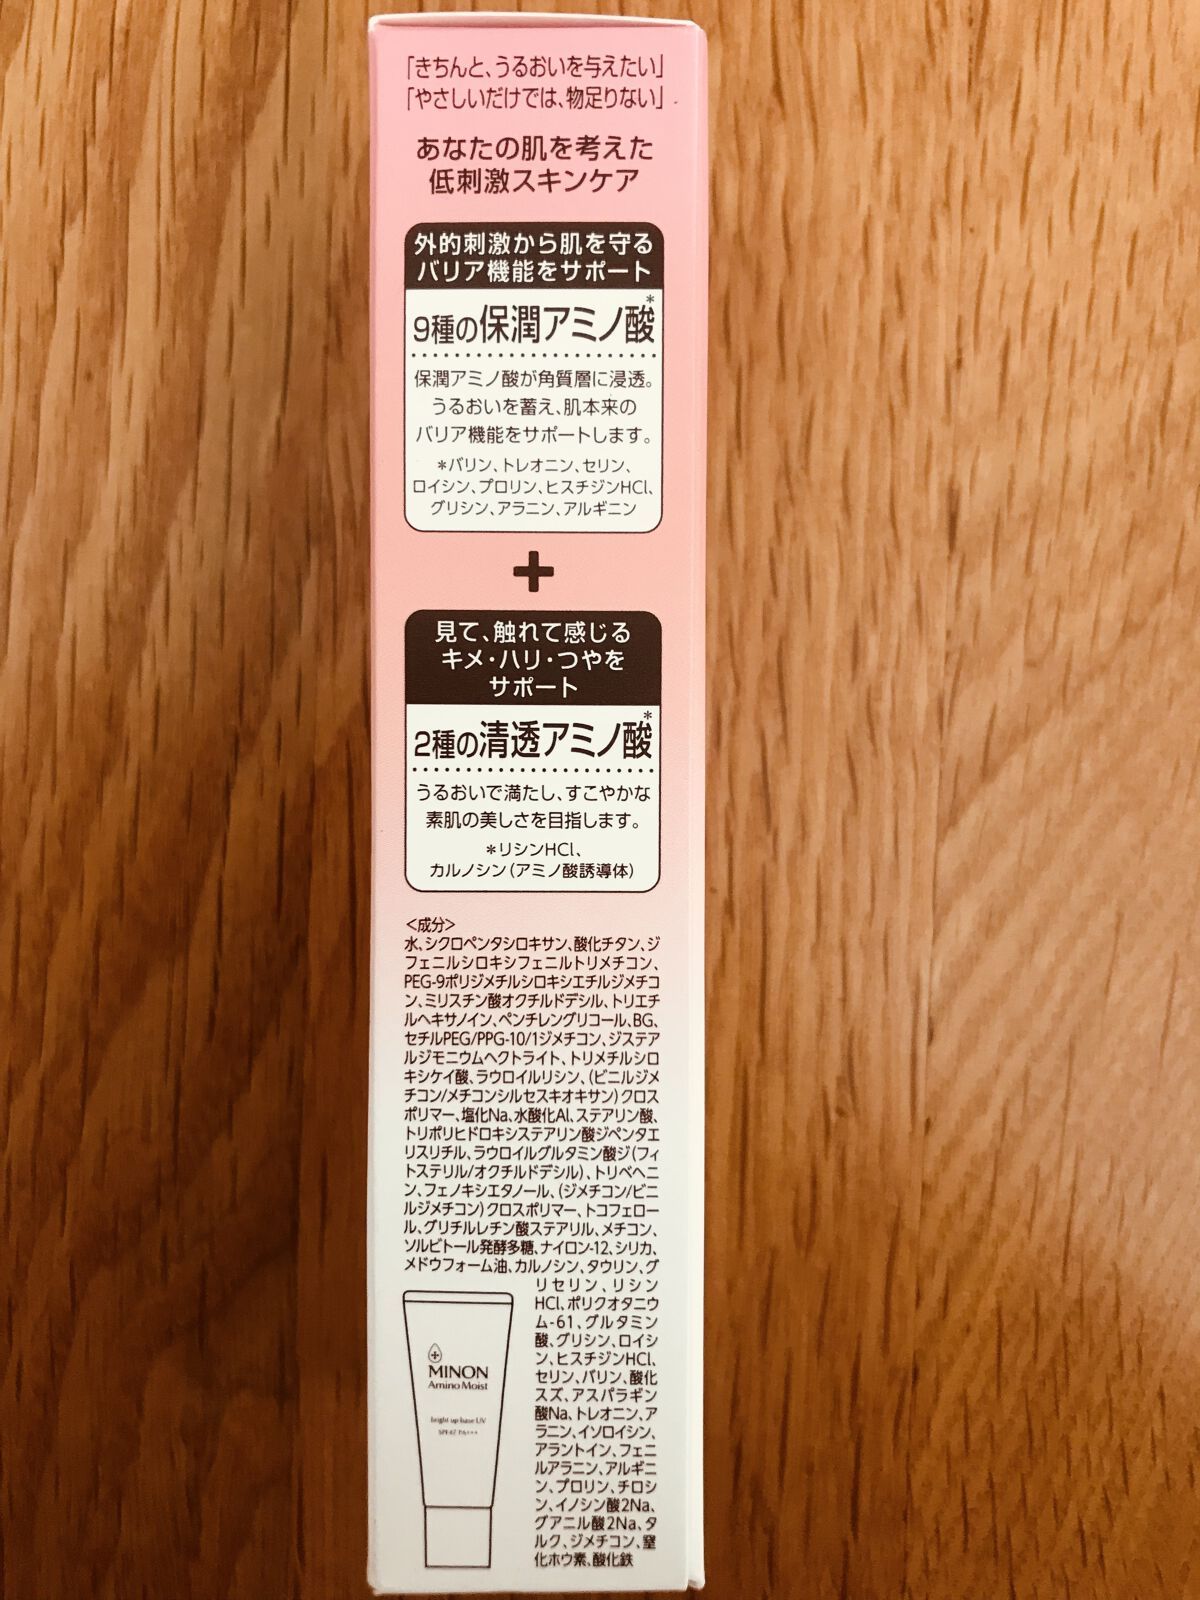 「きちんと、うるおいを与えたい」
「やさしいだけでは、物足りない」
あなたの肌を考えた
低刺激スキンケア
外的刺激から肌を守る
バリア機能をサポート
9種の保潤アミノ酸*
保潤アミノ酸が角質層に浸透。
うるおいを蓄え、肌本来の
バリア機能をサポートします。
*バリン、トレオニン、セリン、
ロイシン、プロリン、ヒスチジンHCl、
グリシン、アラニン、アルギニン
+
見て、触れて感じる
キメ・ハリ・つやを
サポート
2種の清透アミノ酸*
うるおいで満たし、すこやかな
素肌の美しさを目指します。
*リシンHCl、
カルノシン(アミノ酸誘導体)
<成分>
水、シクロペンタシロキサン、酸化チタン、ジ
フェニルシロキシフェニルトリメチコン、
PEG-9ポリジメチルシロキシエチルジメチコ
ン、ミリスチン酸オクチルドデシル、トリエチ
ルヘキサノイン、ペンチレングリコール、BG、
セチルPEG/PPG-10/1ジメチコン、ジステア
ルジモニウムヘクトライト、トリメチルシロ
キシケイ酸、ラウロイルリシン、(ビニルジメ
チコン/メチコンシルセスキオキサン)クロス
ポリマー、塩化Na、水酸化Al、ステアリン酸、
トリポリヒドロキシステアリン酸ジペンタエ
リスリチル、ラウロイルグルタミン酸ジ(フィ
トステリル/オクチルドデシル)、トリベヘニ
ン、フェノキシエタノール、(ジメチコン/ビニ
ルジメチコン)クロスポリマー、トコフェロー
ル、グリチルレチン酸ステアリル、メチコン、
ソルビトール発酵多糖、ナイロン-12、シリカ、
メドウフォーム油、カルノシン、タウリン、グ
リセリン、リシン
HCl、ポリクオタニウ
ム-61、グルタミン
酸、グリシン、ロイシ
ン、ヒスチジンHCl、
セリン、バリン、酸化
スズ、アスパラギン
酸Na、トレオニン、ア
ラニン、イソロイシン、
アラントイン、フェニ
ルアラニン、アルギニ
ン、プロリン、チロシ
ン、イノシン酸2Na、
グアニル酸2Na、タ
ルク、ジメチコン、窒
化ホウ素、酸化鉄
MINON
Amino Moist
bright up base UV
SPF47 PA+++